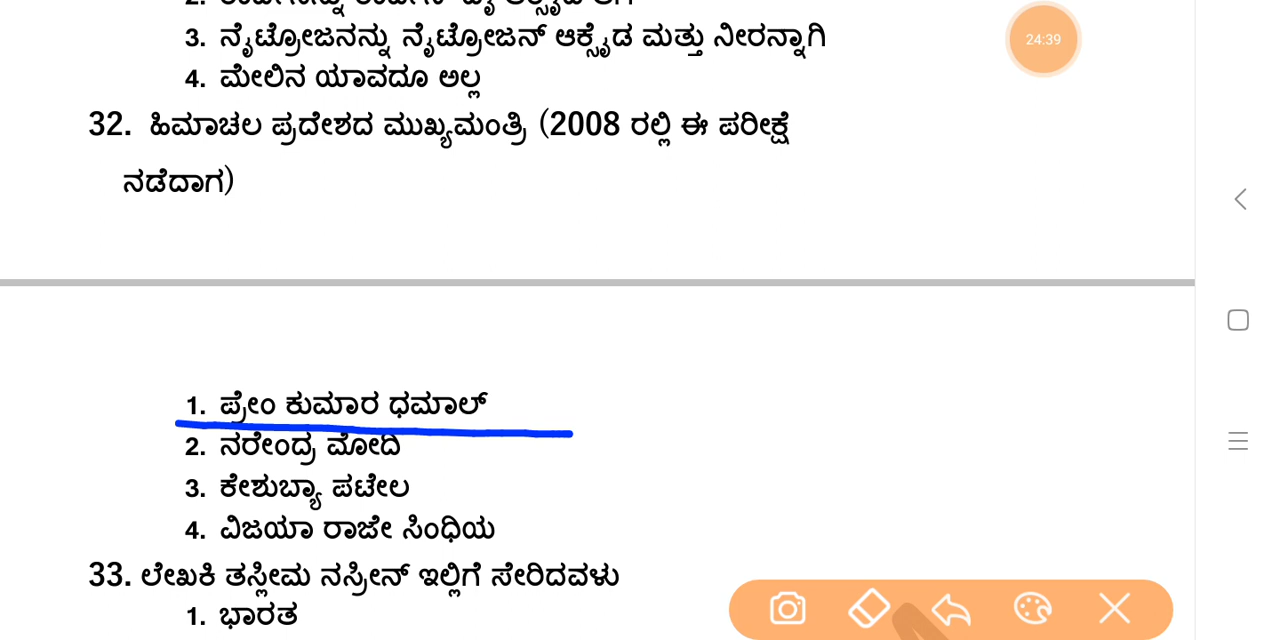 3. ನೈಟ್ರೋಜನನ್ನು ನೈಟ್ರೋಜನ್ ಆಕ್ಸೈಡ ಮತ್ತು ನೀರನ್ನಾಗಿ
24:39
4. ಮೇಲಿನ ಯಾವದೂ ಅಲ್ಲ
32. ಹಿಮಾಚಲ ಪ್ರದೇಶದ ಮುಖ್ಯಮಂತ್ರಿ (2008 ರಲ್ಲಿ ಈ ಪರೀಕ್ಷೆ
ನಡೆದಾಗ)
1. ಪ್ರೇಂ ಕುಮಾರ ಧಮಾಲ್
2. ನರೇಂದ್ರ ಮೋದಿ
3. ಕೇಶುಬ್ಯಾ ಪಟೇಲ
4. ವಿಜಯಾ ರಾಜೇ ಸಿಂಧಿಯ
33. ಲೇಖಕಿ ತಸ್ಲೀಮ ನಸ್ರೀನ್ ಇಲ್ಲಿಗೆ ಸೇರಿದವಳು
1. ಭಾರತ